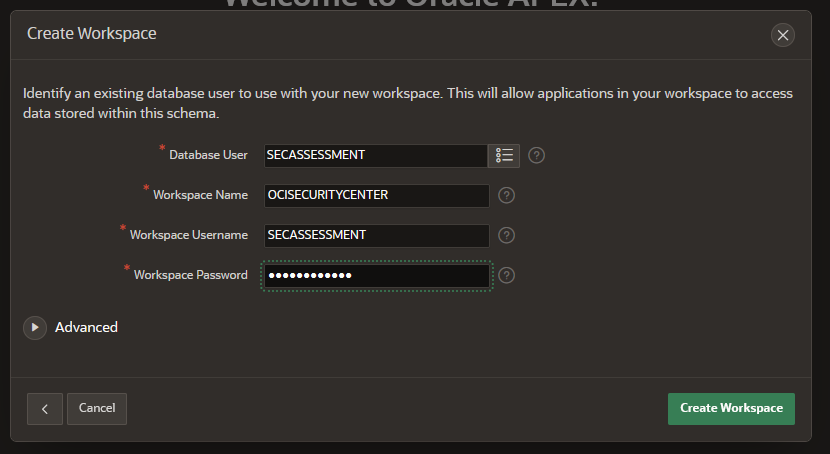 Welcome to Oracle APEX!
Create Workspace
Identify an existing database user to use with your new workspace. This will allow applications in your workspace to access
data stored within this schema.
* Database User SECASSESSMENT ?
* Workspace Name OCISECURITYCENTER ?
* Workspace Username SECASSESSMENT ?
* Workspace Password •••••••••••• ?
Advanced
Cancel Create Workspace